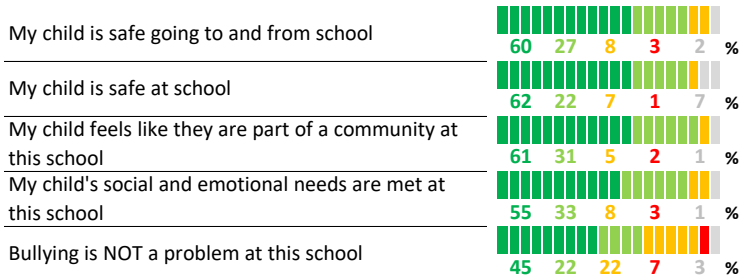 My child is safe going to and from school
60 27 8 3 2 %
My child is safe at school
62 22 7 1 7 %
My child feels like they are part of a community at
this school
61 31 5 2 1 %
My child's social and emotional needs are met at
this school
55 33 8 3 1 %
Bullying is NOT a problem at this school
45 22 22 7 3 %